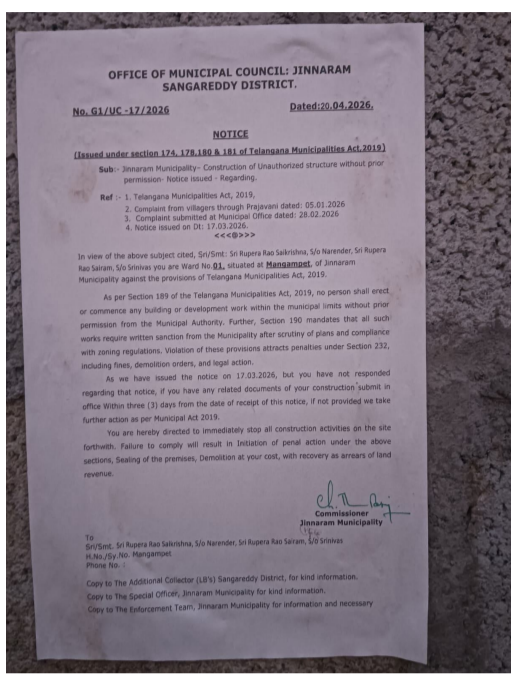 OFFICE OF MUNICIPAL COUNCIL: JINNARAM
SANGAREDDY DISTRICT.
No. G1/UC -17/2026 Dated:20.04.2026.
NOTICE
(Issued under section 174, 178,180 & 181 of Telangana Municipalities Act.2019)
Sub:- Jinnaram Municipality– Construction of Unauthorized structure without prior
permission- Notice issued - Regarding.
Ref :- 1. Telangana Municipalities Act, 2019,
2. Complaint from villagers through Prajavani dated: 05.01.2026
3. Complaint submitted at Municipal Office dated: 28.02.2026
4. Notice issued on Dt: 17.03.2026.
<<<@>>>
In view of the above subject cited, Sri/Smt: Sri Rupera Rao Saikrishna, S/o Narender, Sri Rupera
Rao Sairam, S/o Srinivas you are Ward No.01, situated at Mangampet, of Jinnaram
Municipality against the provisions of Telangana Municipalities Act, 2019.
As per Section 189 of the Telangana Municipalities Act, 2019, no person shall erect
or commence any building or development work within the municipal limits without prior
permission from the Municipal Authority. Further, Section 190 mandates that all such
works require written sanction from the Municipality after scrutiny of plans and compliance
with zoning regulations. Violation of these provisions attracts penalties under Section 232,
including fines, demolition orders, and legal action.
As we have issued the notice on 17.03.2026, but you have not responded
regarding that notice, if you have any related documents of your construction submit in
office Within three (3) days from the date of receipt of this notice, if not provided we take
further action as per Municipal Act 2019.
You are hereby directed to immediately stop all construction activities on the site
forthwith. Failure to comply will result in Initiation of penal action under the above
sections, Sealing of the premises, Demolition at your cost, with recovery as arrears of land
revenue.
Commissioner
Jinnaram Municipality
To
Sri/Smt. Sri Rupera Rao Saikrishna, S/o Narender, Sri Rupera Rao Sairam, S/o Srinivas
H.No./Sy.No. Mangampet
Phone No. :
Copy to The Additional Collector (LB's) Sangareddy District, for kind information.
Copy to The Special Officer, Jinnaram Municipality for kind information.
Copy to The Enforcement Team, Jinnaram Municipality for information and necessary